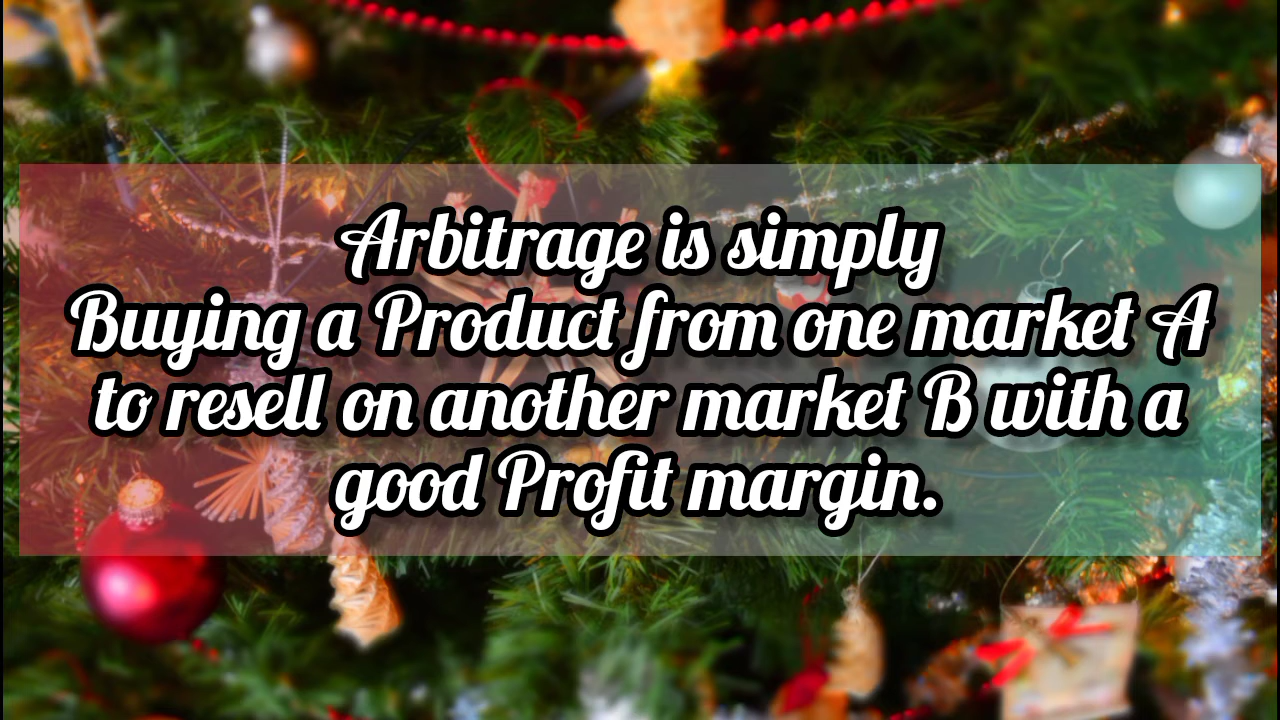 Arbitrage is simply
Buying a Product from one market A
to resell on another market B with a
good Profit margin.